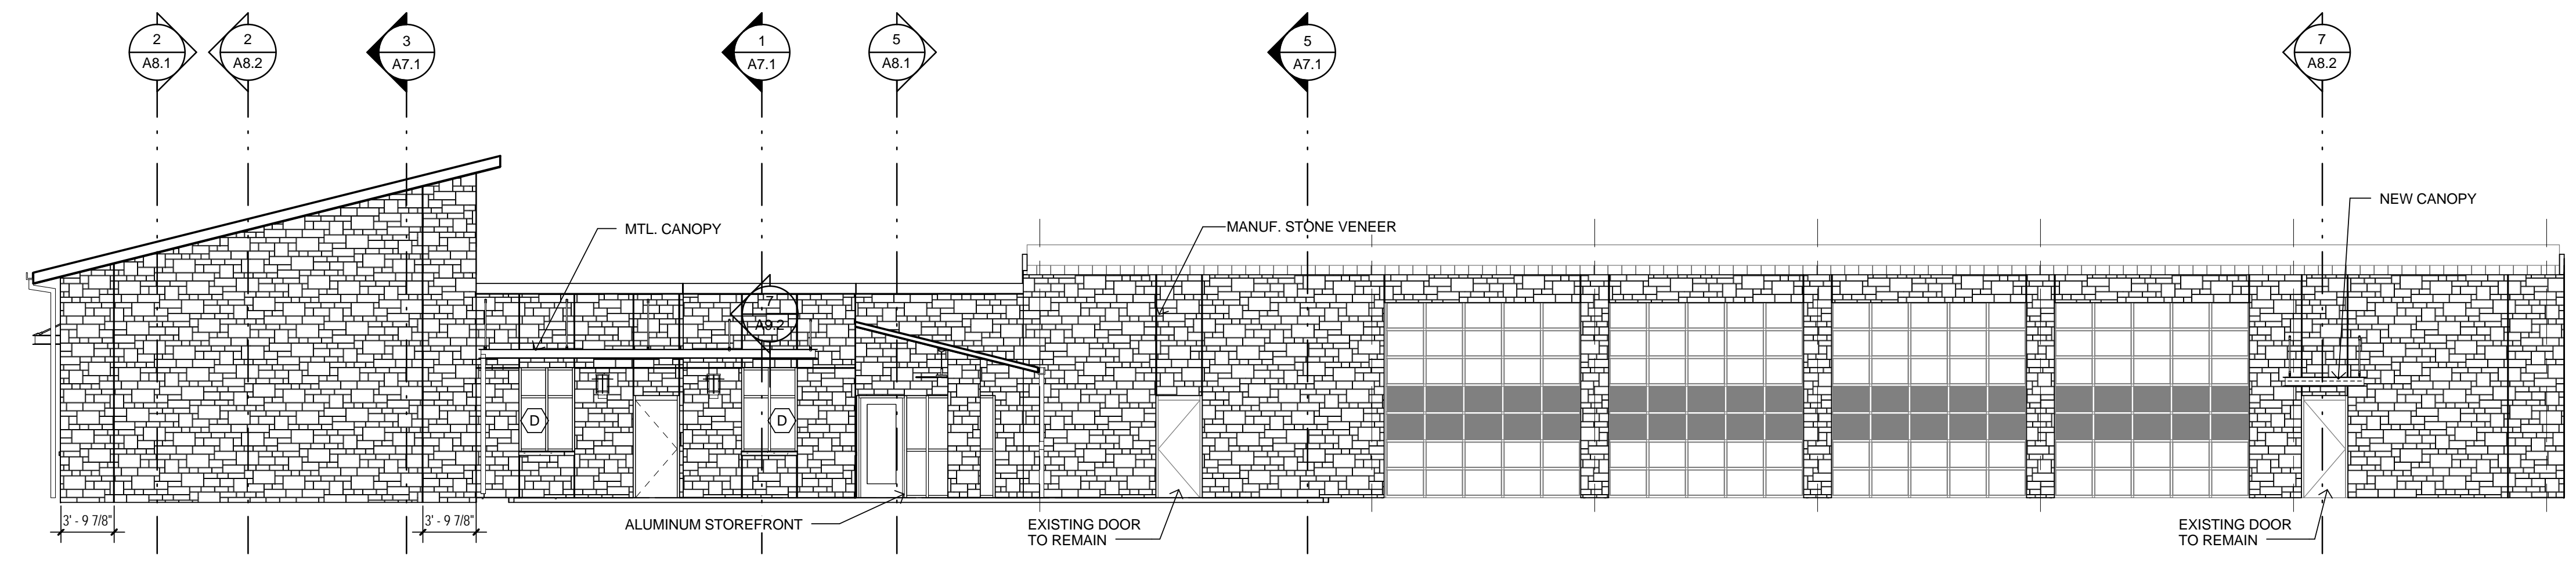 2
A8.1
2
A8.2
3
A7.1
1
A7.1
5
A8.1
5
A7.1
7
A8.2
NEW CANOPY
MTL. CANOPY
MANUF. STONE VENEER
7
A9.2
D
D
3' - 9 7/8"
3' - 9 7/8"
ALUMINUM STOREFRONT
EXISTING DOOR
TO REMAIN
EXISTING DOOR
TO REMAIN